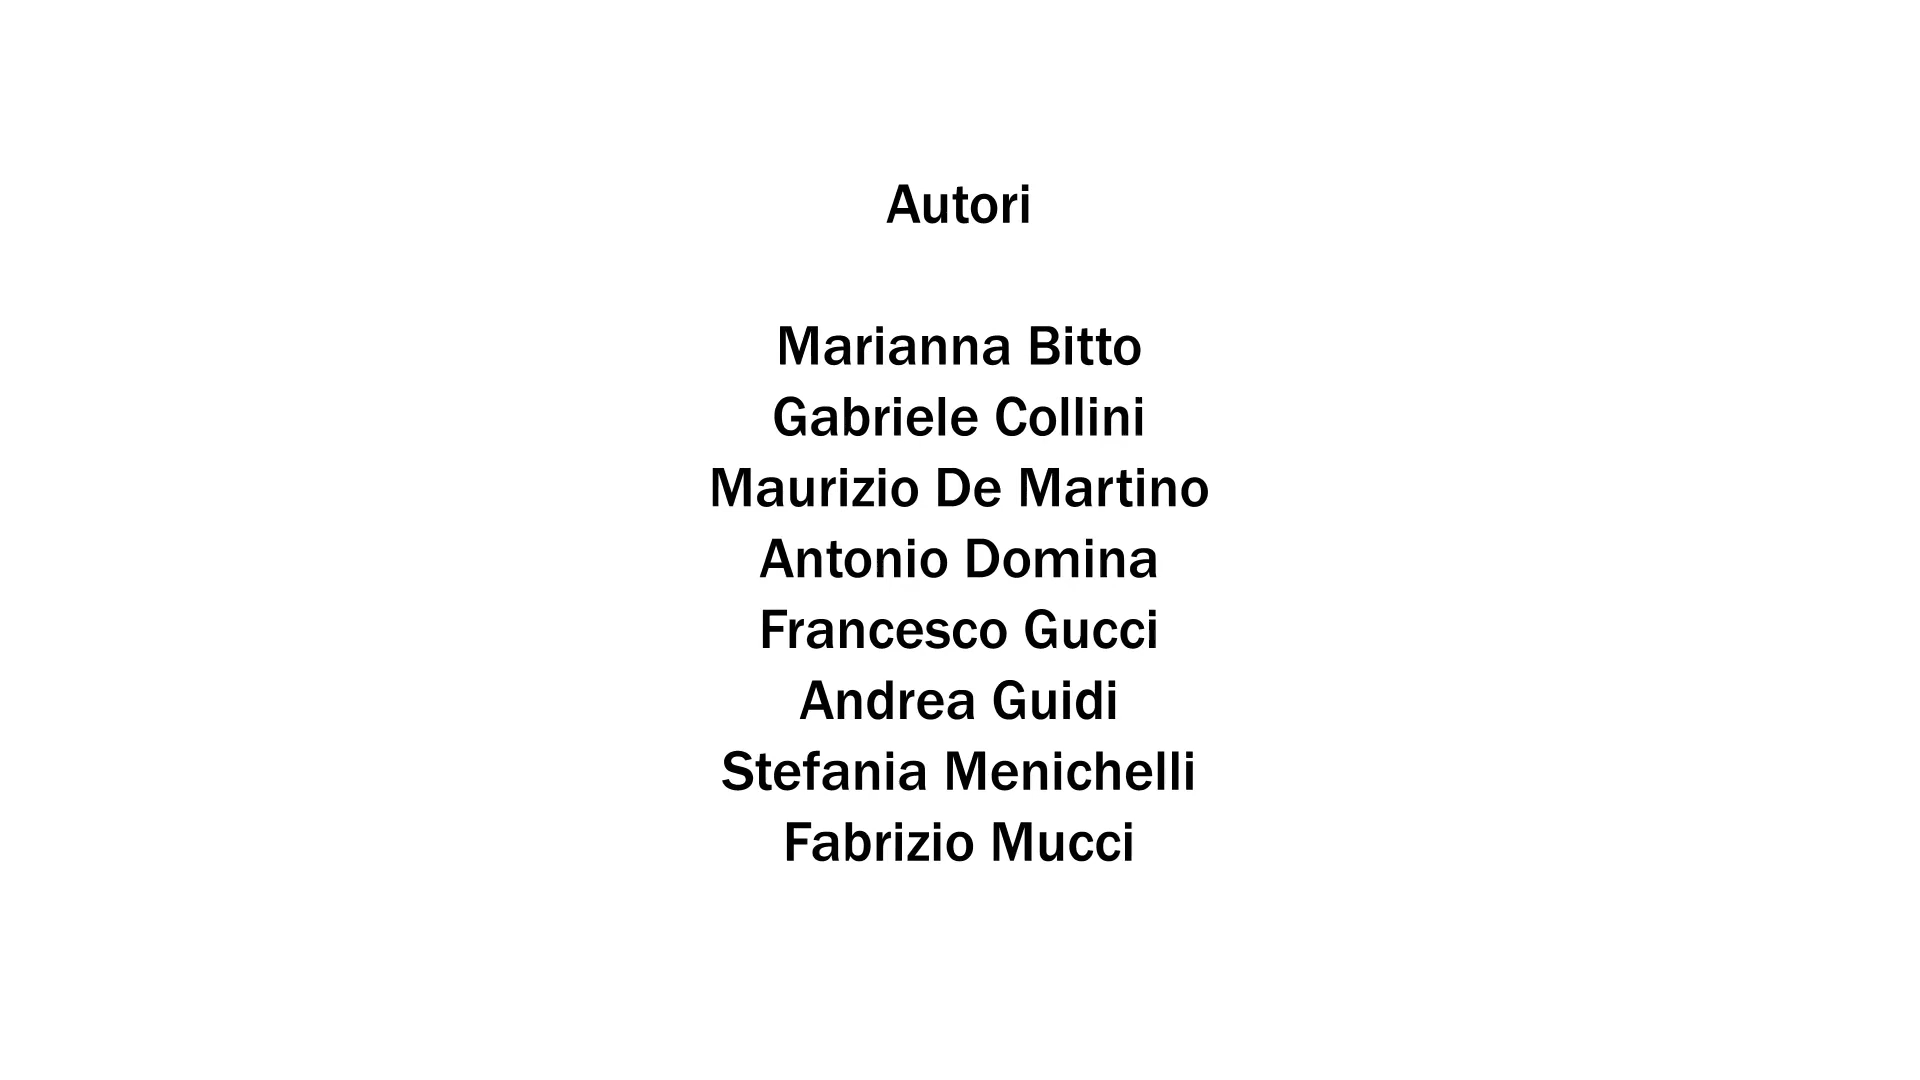 Autori
Marianna Bitto
Gabriele Collini
Maurizio De Martino
Antonio Domina
Francesco Gucci
Andrea Guidi
Stefania Menichelli
Fabrizio Mucci